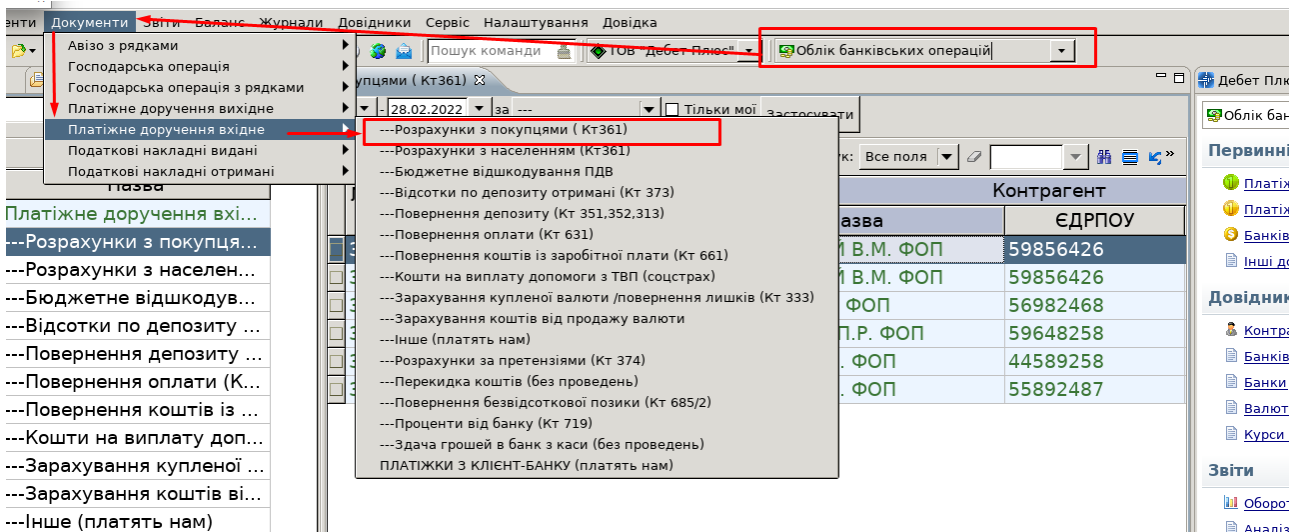 енти Документи Звіти Баланс Журнали Довідники Сервіс Налаштування Довідка
Пошук команди ТОВ "Дебет Плюс" Облік банківських операцій
Авізо з рядками
Господарська операція
Господарська операція з рядками
Платіжне доручення вихідне
Платіжне доручення вхідне
Податкові накладні видані
Податкові накладні отримані
упцями ( Кт361)
- 28.02.2022 за --- Тільки мої Застосувати
---Розрахунки з покупцями ( Кт361)
---Розрахунки з населенням (Кт361)
---Бюджетне відшкодування ПДВ
---Відсотки по депозиту отримані (Кт 373)
---Повернення депозиту (Кт 351,352,313)
---Повернення оплати (Кт 631)
---Повернення коштів із заробітної плати (Кт 661)
---Кошти на виплату допомоги з ТВП (соцстрах)
---Зарахування купленої валюти /повернення лишків (Кт 333)
---Зарахування коштів від продажу валюти
---Інше (платять нам)
---Розрахунки за претензіями (Кт 374)
---Перекидка коштів (без проведень)
---Повернення безвідсоткової позики (Кт 685/2)
---Проценти від банку (Кт 719)
---Здача грошей в банк з каси (без проведень)
ПЛАТІЖКИ З КЛІЄНТ-БАНКУ (платять нам)
Назва
Платіжне доручення вхі...
---Розрахунки з покупця...
---Розрахунки з населен...
---Бюджетне відшкодув...
---Відсотки по депозиту ...
---Повернення депозиту ...
---Повернення оплати (К...
---Повернення коштів із ...
---Кошти на виплату доп...
---Зарахування купленої ...
---Зарахування коштів ві...
---Інше (платять нам)
к: Все поля
Контрагент
азва ЄДРПОУ
Й В.М. ФОП 59856426
Й В.М. ФОП 59856426
ФОП 56982468
П.Р. ФОП 59648258
. ФОП 44589258
. ФОП 55892487
Дебет Плю
Облік бан
Первинні
Платіж
Платіж
Банків
Інші до
Довідник
Контра
Банків
Банки
Валют
Курси
Звіти
Оборот
Аналіз